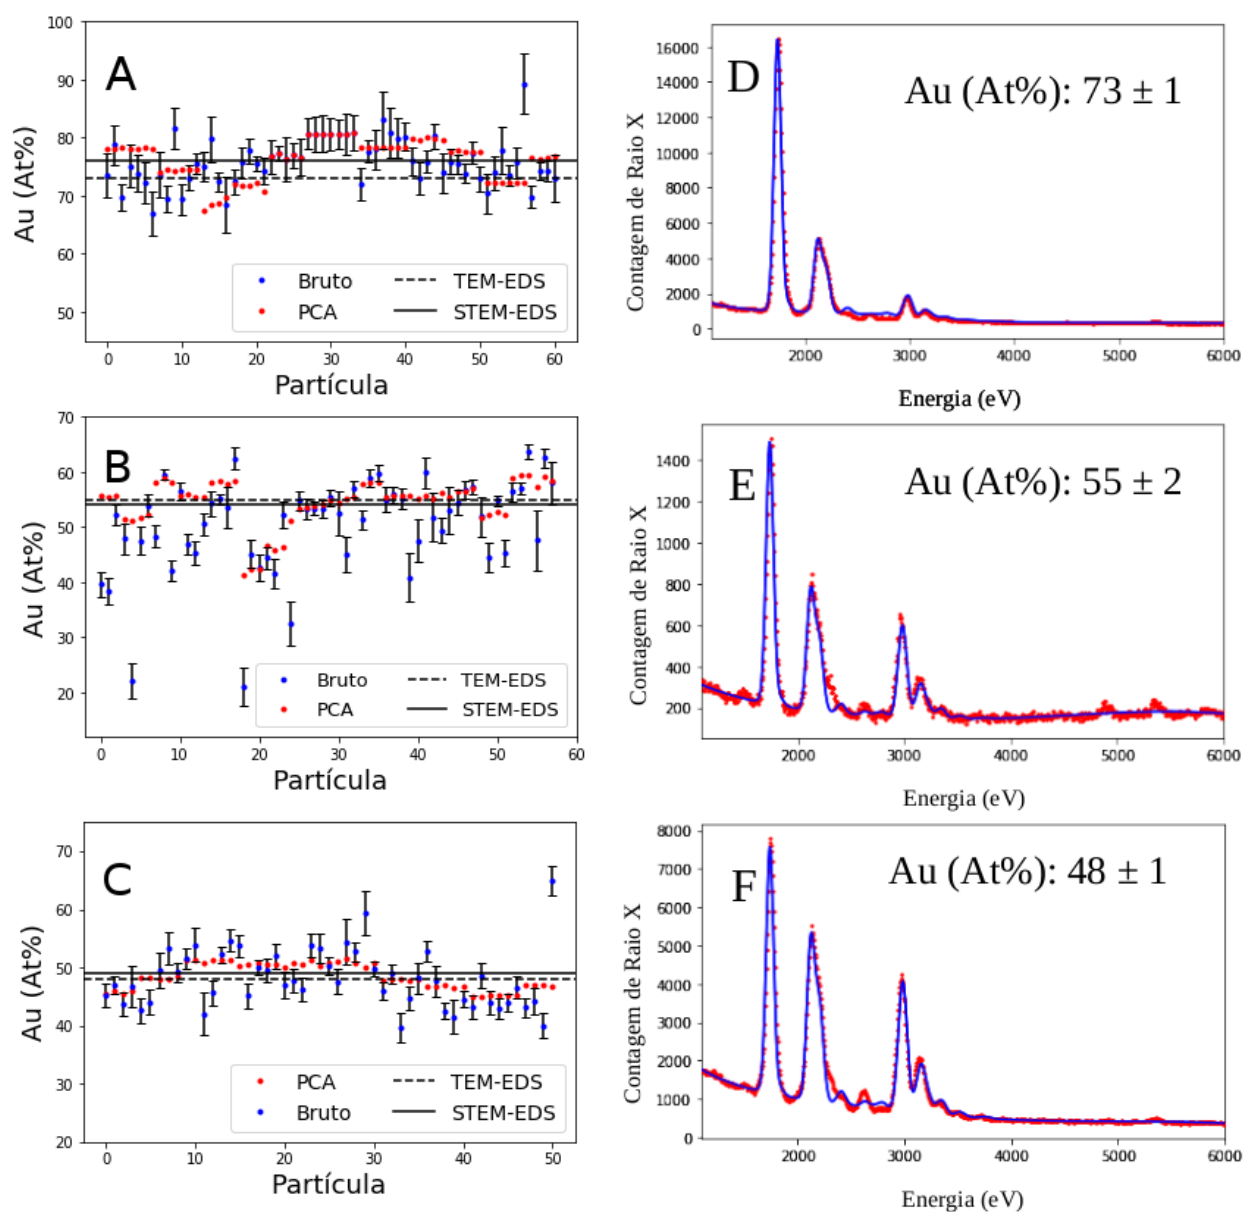 100
90
80
70
60
50
Au (At%)
A
Bruto
PCA
TEM-EDS
STEM-EDS
0 10 20 30 40 50 60
Partícula
16000
14000
12000
10000
8000
6000
4000
2000
0
Contagem de Raio X
D
Au (At%): 73 ± 1
2000 3000 4000 5000 6000
Energia (eV)
70
60
50
40
30
20
Au (At%)
B
Bruto
PCA
TEM-EDS
STEM-EDS
0 10 20 30 40 50 60
Partícula
1400
1200
1000
800
600
400
200
Contagem de Raio X
E
Au (At%): 55 ± 2
2000 3000 4000 5000 6000
Energia (eV)
70
60
50
40
30
20
Au (At%)
C
PCA
Bruto
TEM-EDS
STEM-EDS
0 10 20 30 40 50
Partícula
8000
7000
6000
5000
4000
3000
2000
1000
0
Contagem de Raio X
F
Au (At%): 48 ± 1
2000 3000 4000 5000 6000
Energia (eV)